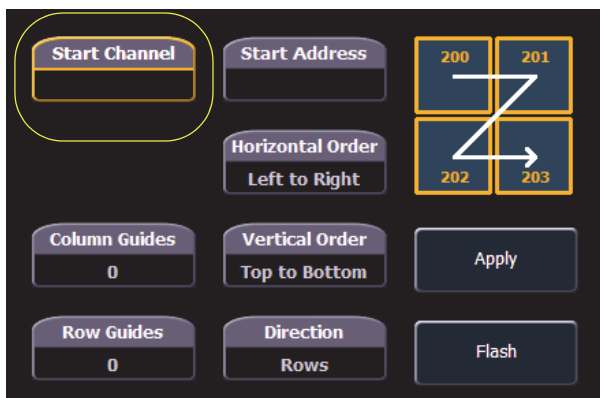 Start Channel
Start Address
200 201
Horizontal Order
Left to Right
202 203
Column Guides
0
Vertical Order
Top to Bottom
Apply
Row Guides
0
Direction
Rows
Flash